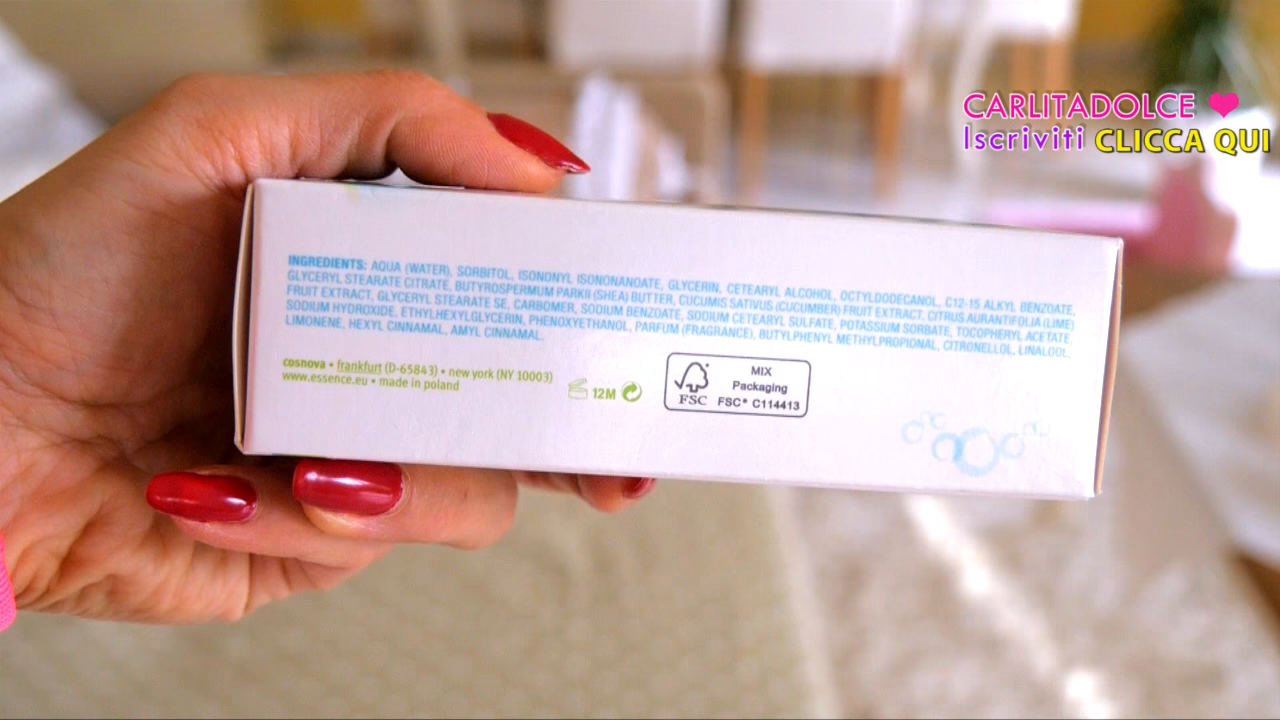 CARLITADOLCE
Iscriviti CLICCA QUI
INGREDIENTS: AQUA (WATER), SORBITOL, ISONONYL ISONONANOATE, GLYCERIN, CETEARYL ALCOHOL, OCTYLDODECANOL, C12-15 ALKYL BENZOATE,
GLYCERYL STEARATE CITRATE, BUTYROSPERMUM PARKII (SHEA) BUTTER, CUCUMIS SATIVUS (CUCUMBER) FRUIT EXTRACT, CITRUS AURANTIFOLIA (LIME)
FRUIT EXTRACT, GLYCERYL STEARATE SE, CARBOMER, SODIUM BENZOATE, SODIUM CETEARYL SULFATE, POTASSIUM SORBATE, TOCOPHERYL ACETATE,
SODIUM HYDROXIDE, ETHYLHEXYLGLYCERIN, PHENOXYETHANOL, PARFUM (FRAGRANCE), BUTYLPHENYL METHYLPROPIONAL, CITRONELLOL, LINALOOL,
LIMONENE, HEXYL CINNAMAL, AMYL CINNAMAL.
cosnova • frankfurt (D-65843) • new york (NY 10003)
www.essence.eu • made in poland
12M
FSC
MIX
Packaging
FSC® C114413